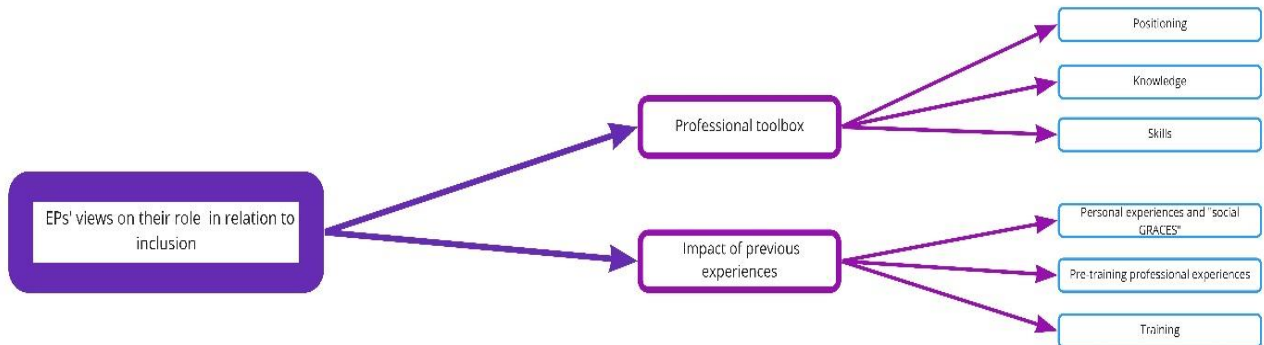 Positioning
Knowledge
Professional toolbox
Skills
EPs' views on their role in relation to
inclusion
Personal experiences and "social
GRACES"
Impact of previous
experiences
Pre-training professional experiences
Training